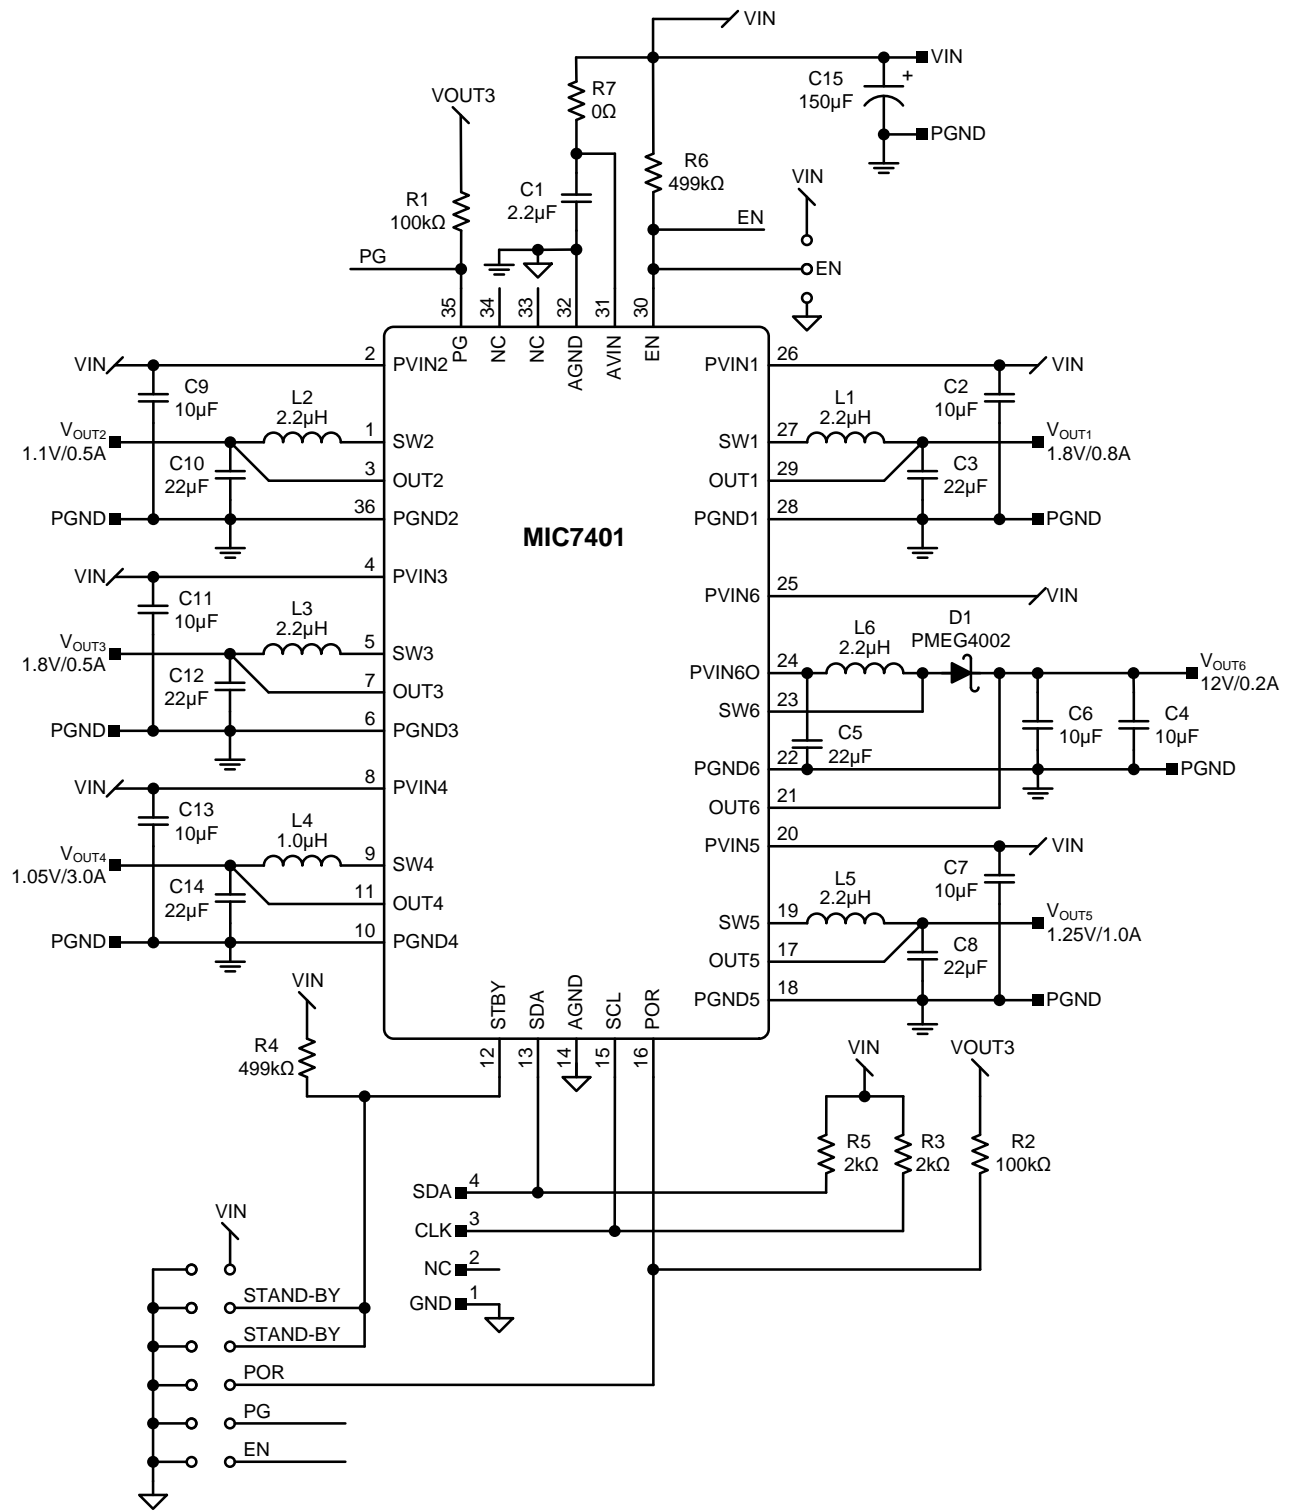 VIN
VIN
C15
+
150µF
PGND
R7
0Ω
VOUT3
R6
499kΩ
VIN
C1
2.2µF
R1
100kΩ
EN
PG
EN
35
34
33
32
31
30
PG
NC
NC
AGND
AVIN
EN
MIC7401
VIN
2
PVIN2
C9
10µF
L2
2.2µH
VOUT2
1.1V/0.5A
1
SW2
C10
22µF
3
OUT2
PGND
36
PGND2
VIN
4
PVIN3
C11
10µF
L3
2.2µH
VOUT3
1.8V/0.5A
5
SW3
C12
22µF
7
OUT3
PGND
6
PGND3
VIN
8
PVIN4
C13
10µF
L4
1.0µH
VOUT4
1.05V/3.0A
9
SW4
C14
22µF
11
OUT4
PGND
10
PGND4
PVIN1
26
VIN
C2
10µF
L1
2.2µH
SW1
27
VOUT1
1.8V/0.8A
OUT1
29
C3
22µF
PGND1
28
PGND
PVIN6
25
VIN
D1
PMEG4002
L6
2.2µH
PVIN6O
24
VOUT6
12V/0.2A
SW6
23
C5
22µF
C6
10µF
C4
10µF
PGND6
22
PGND
OUT6
21
PVIN5
20
VIN
C7
10µF
L5
2.2µH
SW5
19
VOUT5
1.25V/1.0A
OUT5
17
C8
22µF
PGND5
18
PGND
STBY
SDA
AGND
SCL
POR
12
13
14
15
16
VIN
R4
499kΩ
VIN
VOUT3
R5
2kΩ
R3
2kΩ
R2
100kΩ
SDA
4
CLK
3
NC
2
GND
1
VIN
STAND-BY
STAND-BY
POR
PG
EN